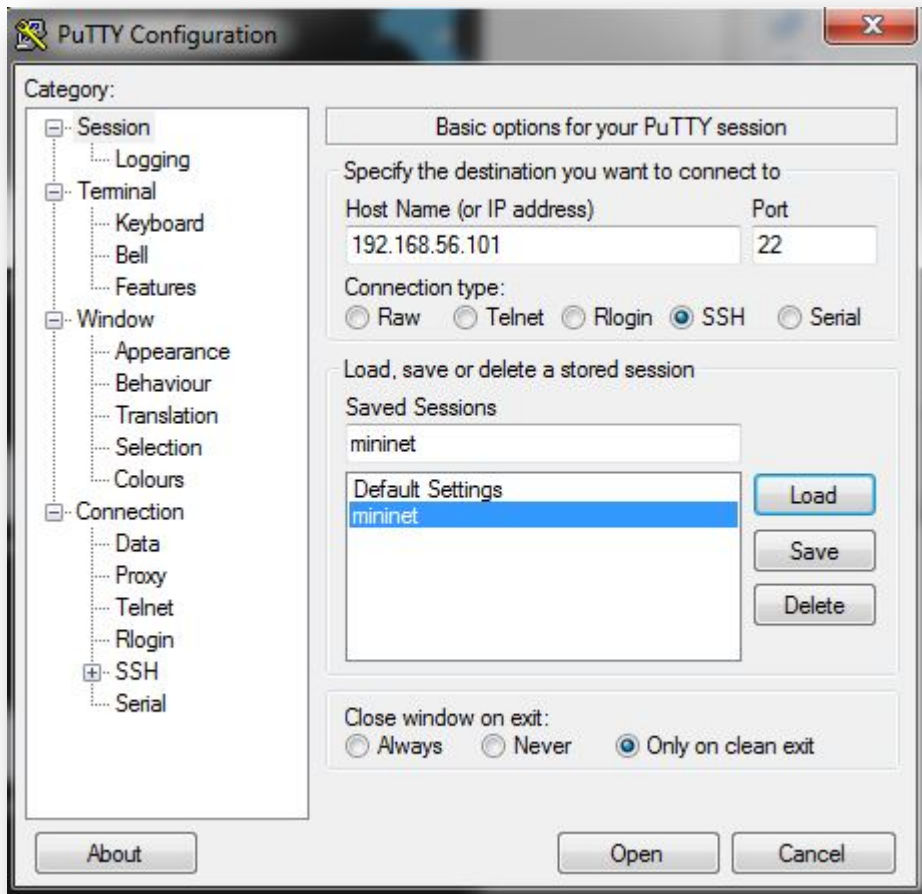 PuTTY Configuration
X
Category:
Session
Logging
Terminal
Keyboard
Bell
Features
Window
Appearance
Behaviour
Translation
Selection
Colours
Connection
Data
Proxy
Telnet
Rlogin
SSH
Serial
Basic options for your PuTTY session
Specify the destination you want to connect to
Host Name (or IP address) Port
192.168.56.101 22
Connection type:
Raw Telnet Rlogin SSH Serial
Load, save or delete a stored session
Saved Sessions
mininet
Default Settings
mininet
Load
Save
Delete
Close window on exit:
Always Never Only on clean exit
About Open Cancel